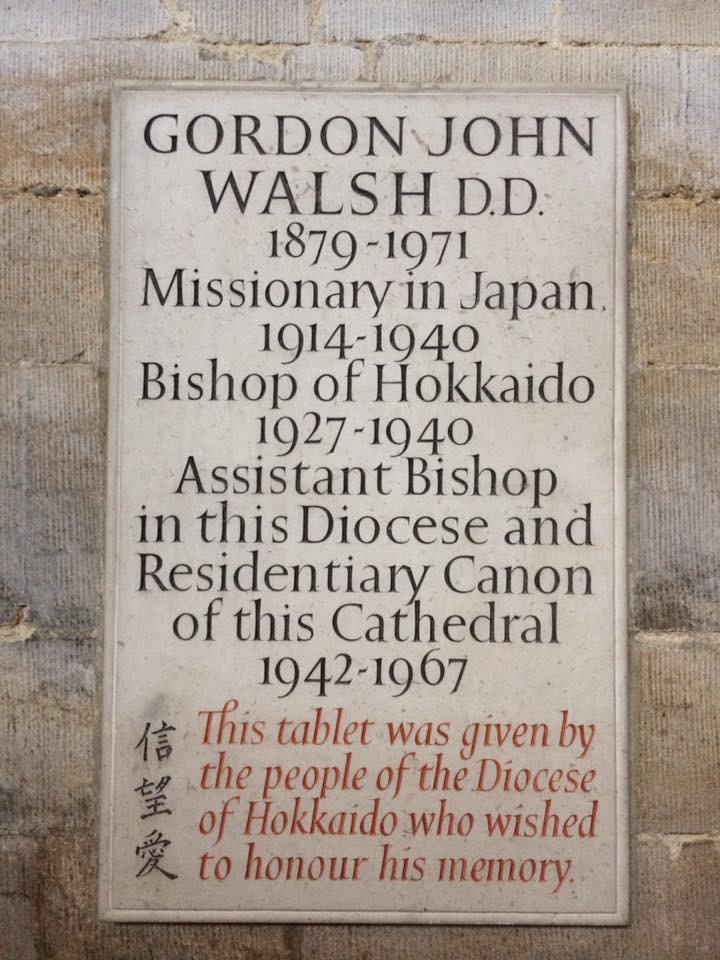 GORDON JOHN
WALSH D.D.
1879-1971
Missionary in Japan.
1914-1940
Bishop of Hokkaido
1927-1940
Assistant Bishop
in this Diocese and
Residentiary Canon
of this Cathedral
1942-1967
信
望
愛
This tablet was given by
the people of the Diocese
of Hokkaido who wished
to honour his memory.